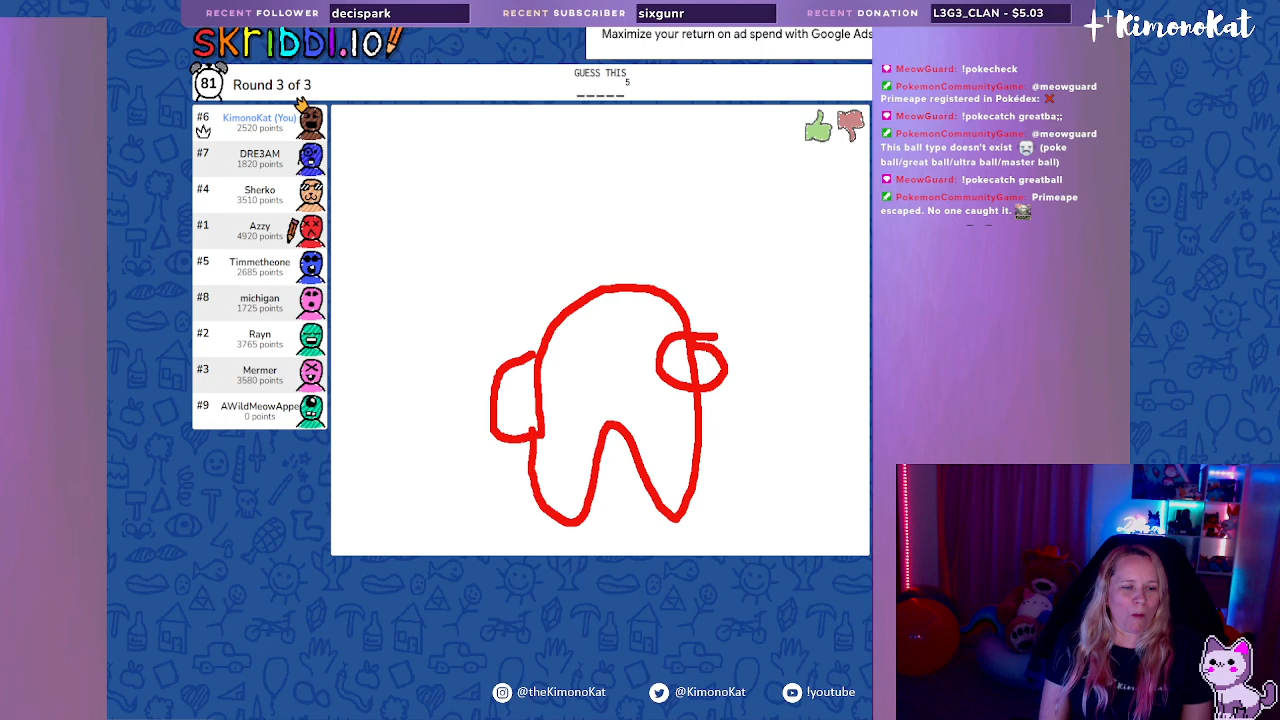 RECENT FOLLOWER decispark RECENT SUBSCRIBER sixgunr RECENT DONATION L3G3_CLAN - $5.03
KimonoKat
skribbl.io
Maximize your return on ad spend with Google Ads
81 Round 3 of 3
GUESS THIS
_____ 5
#6 KimonoKat (You)
2520 points
#7 DRE3AM
1820 points
#4 Sherko
3510 points
#1 Azzy
4920 points
#5 Timmetheone
2685 points
#8 michigan
1725 points
#2 Rayn
3765 points
#3 Mermer
3580 points
#9 AWildMeowAppe
0 points
MeowGuard: !pokecheck
PokemonCommunityGame: @meowguard
Primeape registered in Pokédex: ❌
MeowGuard: !pokecatch greatba;;
PokemonCommunityGame: @meowguard
This ball type doesn't exist (poke
ball/great ball/ultra ball/master ball)
MeowGuard: !pokecatch greatball
PokemonCommunityGame: Primeape
escaped. No one caught it.
@theKimonoKat @KimonoKat !youtube